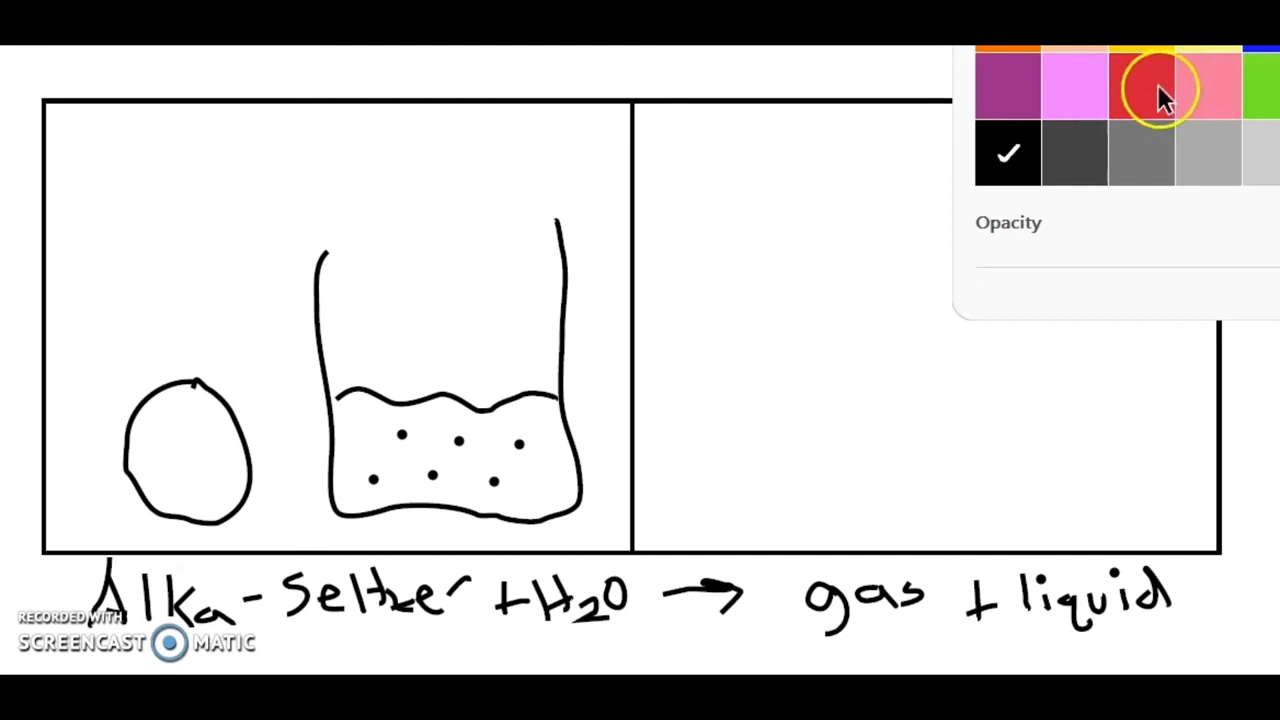 Opacity
Alka-Seltzer + H2O → gas + liquid
RECORDED WITH
SCREENCAST MATIC